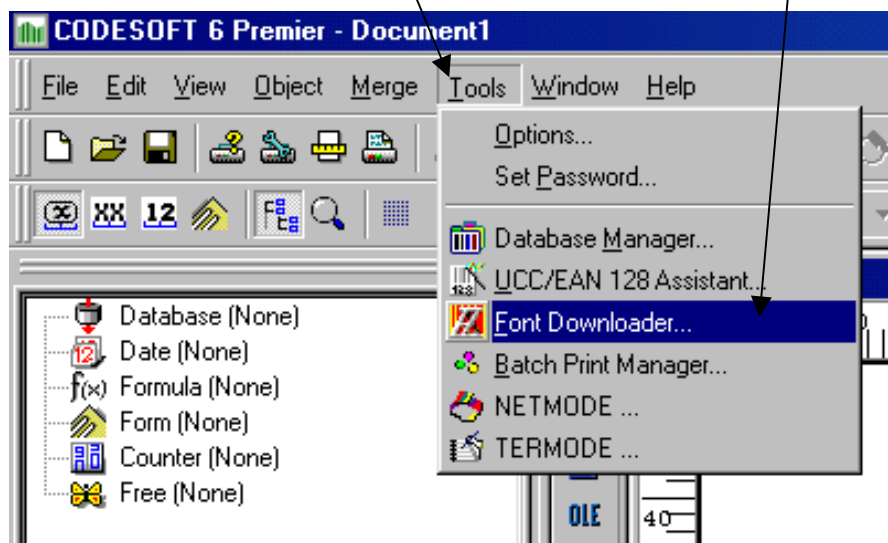 CODESOFT 6 Premier - Document1
File Edit View Object Merge Tools Window Help
Options...
Set Password...
XX 12
Database Manager...
UCC/EAN 128 Assistant...
Font Downloader...
Batch Print Manager...
NETMODE ...
TERMODE ...
Database (None)
12 Date (None)
f(x) Formula (None)
Form (None)
Counter (None)
Free (None)
OLE 40